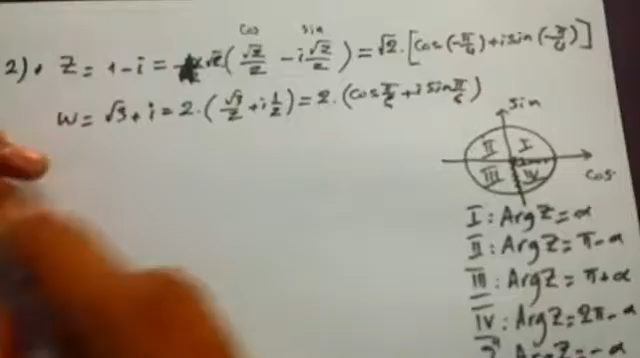 cos sin
2). Z = 1-i = √2 (√2/2 - i√2/2) = √2 · [cos(-π/4) + i sin(-π/4)]
W = √3 + i = 2 · (√3/2 + i 1/2) = 2 · (cos π/6 + i sin π/6)
sin
II I
III IV
cos
I : Arg Z = α
II : Arg Z = π - α
III : Arg Z = π + α
IV : Arg Z = 2π - α
Arg Z = -α